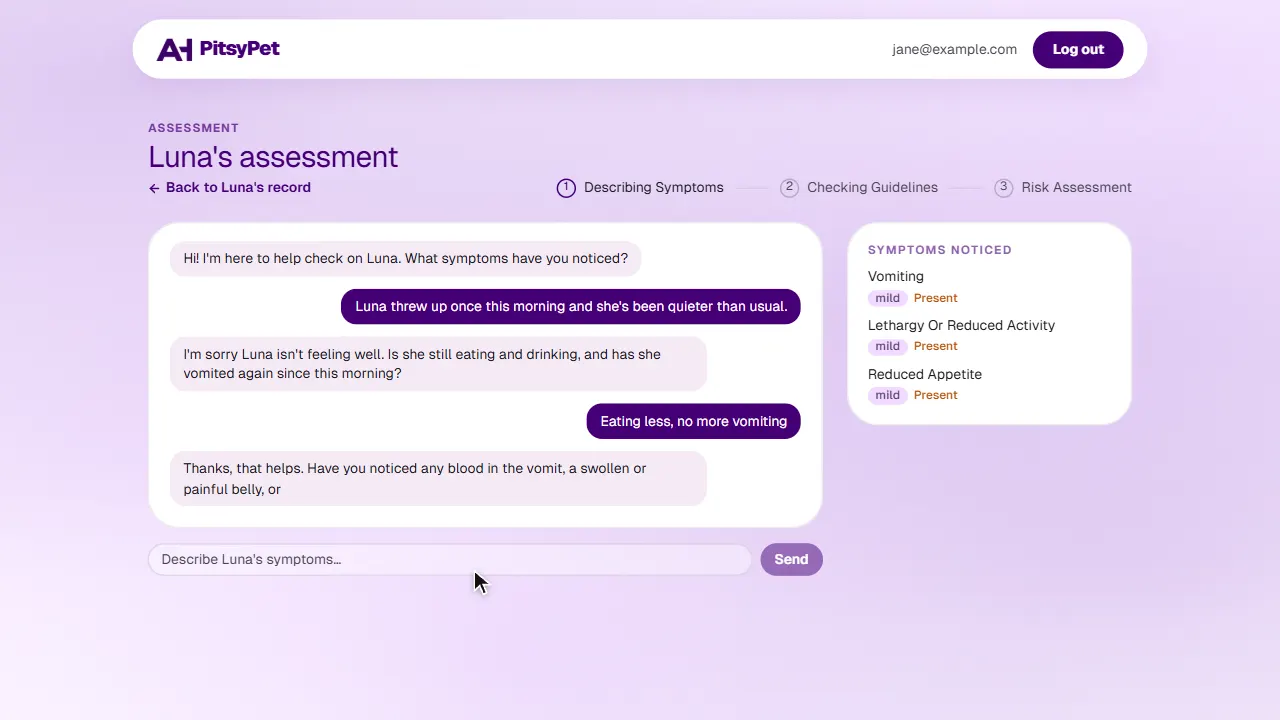 AH PitsyPet
jane@example.com
Log out
ASSESSMENT
Luna's assessment
← Back to Luna's record
1 Describing Symptoms
2 Checking Guidelines
3 Risk Assessment
Hi! I'm here to help check on Luna. What symptoms have you noticed?
Luna threw up once this morning and she's been quieter than usual.
I'm sorry Luna isn't feeling well. Is she still eating and drinking, and has she
vomited again since this morning?
Eating less, no more vomiting
Thanks, that helps. Have you noticed any blood in the vomit, a swollen or
painful belly, or
Describe Luna's symptoms…
Send
SYMPTOMS NOTICED
Vomiting
mild Present
Lethargy Or Reduced Activity
mild Present
Reduced Appetite
mild Present